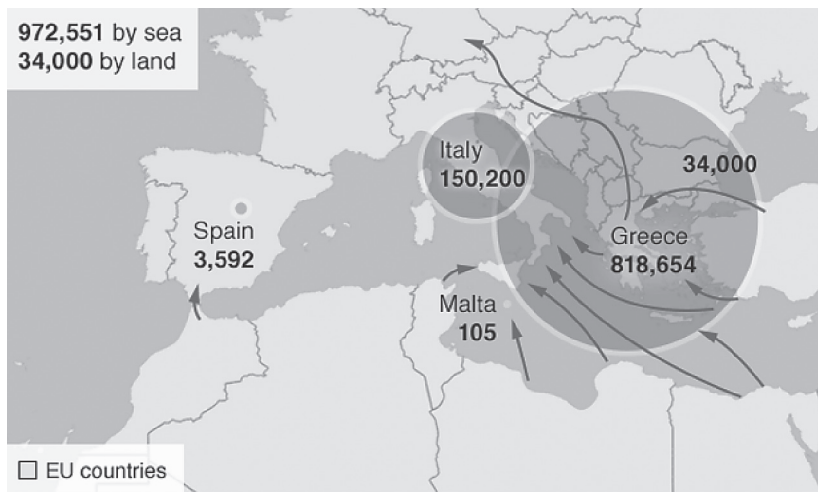 972,551 by sea
34,000 by land
Italy
150,200
34,000
Spain
3,592
Greece
818,654
Malta
105
EU countries